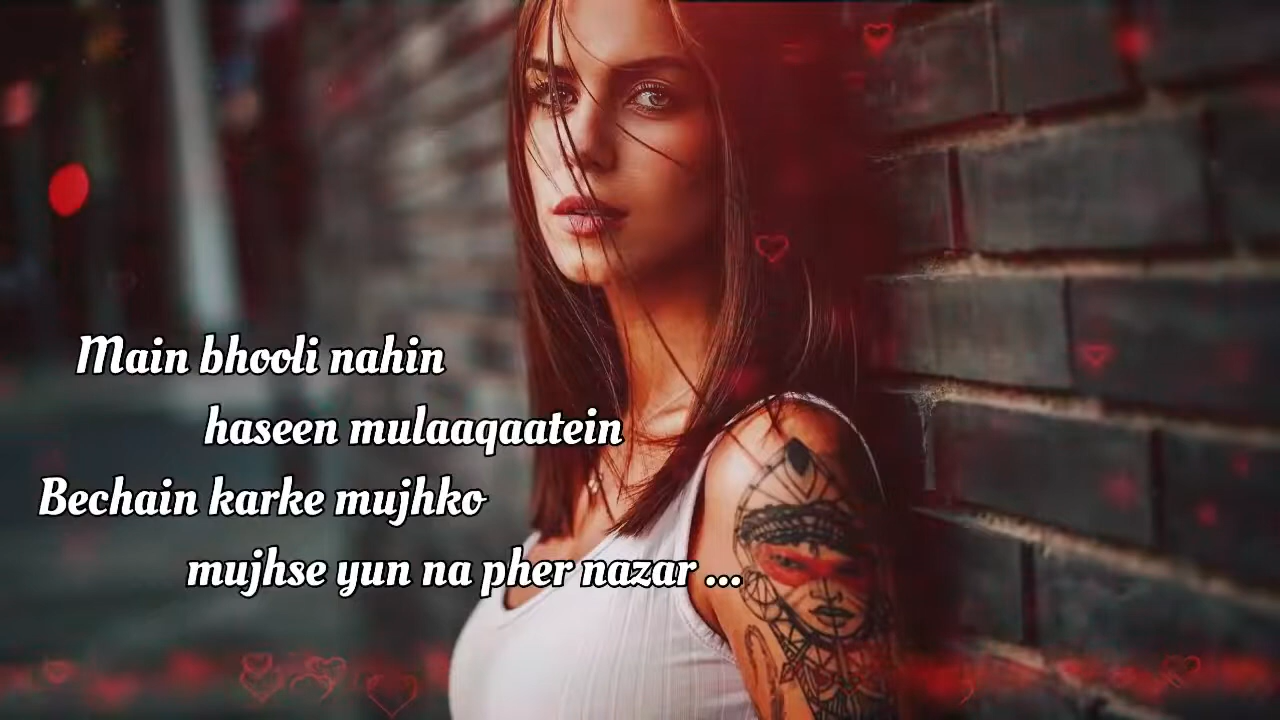 Main bhooli nahin
haseen mulaaqaatein
Bechain karke mujhko
mujhse yun na pher nazar ...